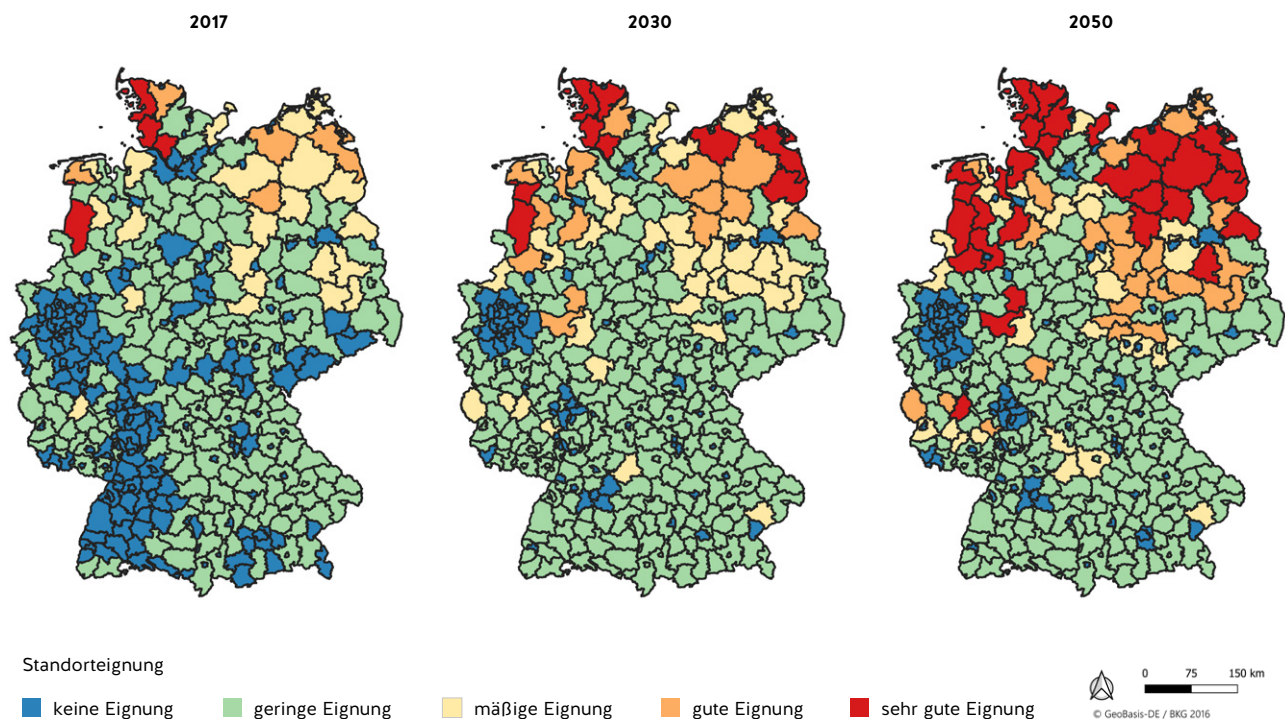 2017 2030 2050
Standorteignung
0 75 150 km
keine Eignung geringe Eignung mäßige Eignung gute Eignung sehr gute Eignung
© GeoBasis-DE / BKG 2016